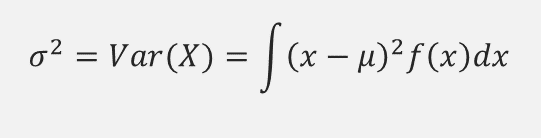 σ² = Var(X) = ∫(x − μ)²f(x)dx